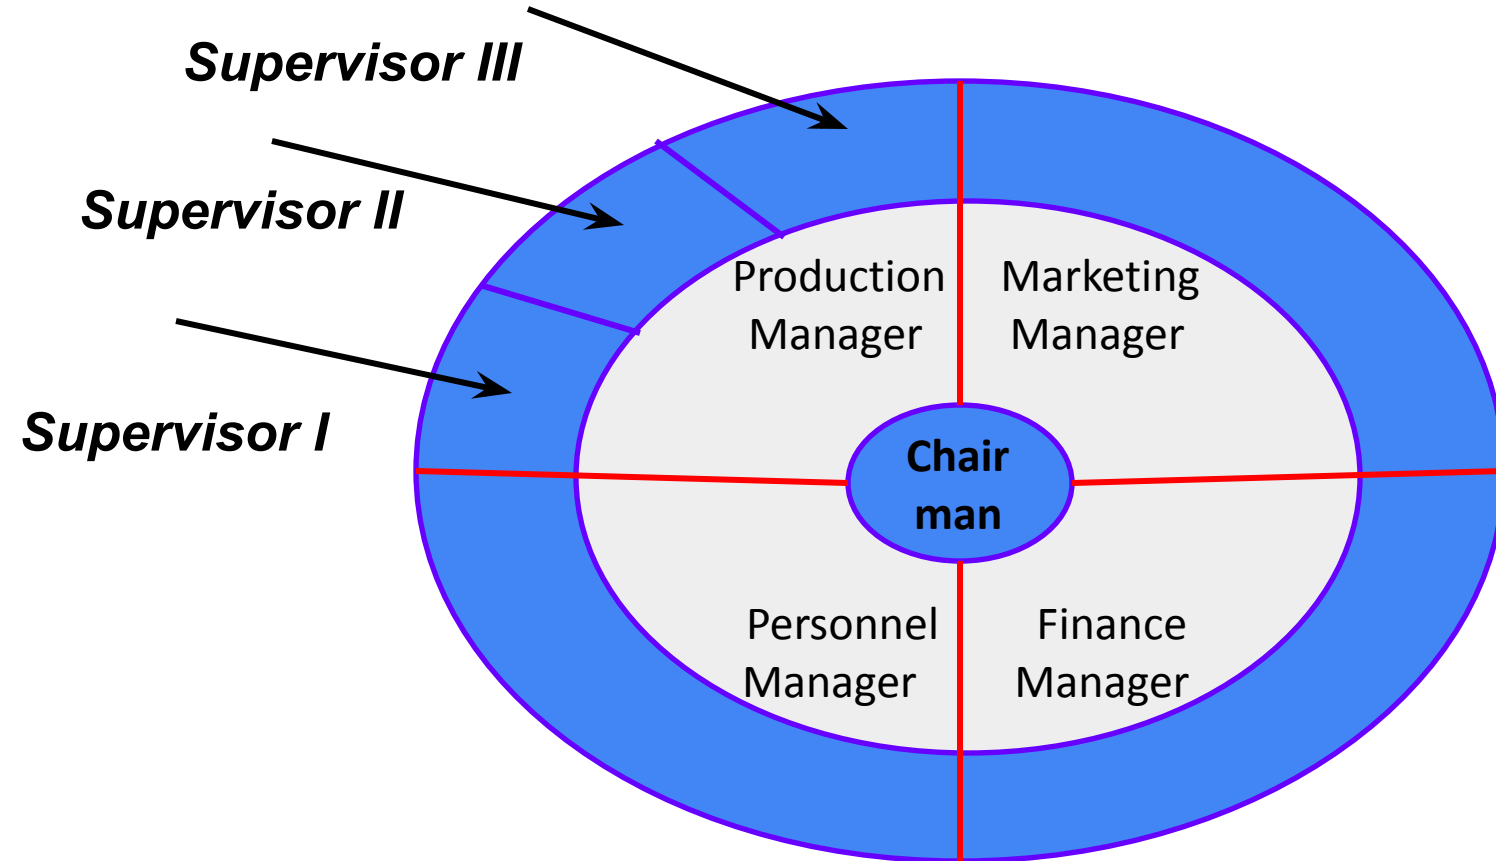 Supervisor III
Supervisor II
Supervisor I
Production
Manager
Marketing
Manager
Chair
man
Personnel
Manager
Finance
Manager